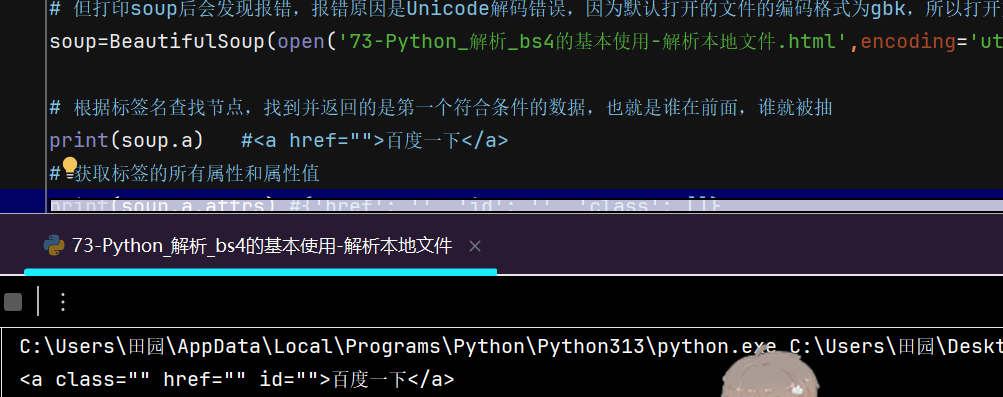 # 但打印soup后会发现报错，报错原因是Unicode解码错误，因为默认打开的文件的编码格式为gbk，所以打开
soup=BeautifulSoup(open('73-Python_解析_bs4的基本使用-解析本地文件.html',encoding='ut
# 根据标签名查找节点，找到并返回的是第一个符合条件的数据，也就是谁在前面，谁就被抽
print(soup.a)   #<a href="">百度一下</a>
# 获取标签的所有属性和属性值
print(soup.a.attrs) #{'href': '', 'id': '', 'class': []}
73-Python_解析_bs4的基本使用-解析本地文件
C:\Users\田园\AppData\Local\Programs\Python\Python313\python.exe C:\Users\田园\Deskt
<a class="" href="" id="">百度一下</a>